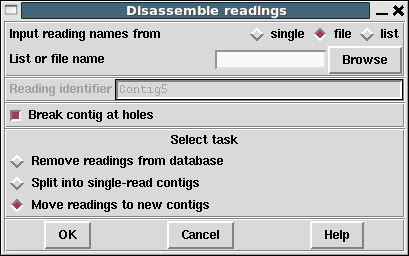 Disassemble readings
Input reading names from single file list
List or file name Browse
Reading identifier Contig5
Break contig at holes
Select task
Remove readings from database
Split into single-read contigs
Move readings to new contigs
OK Cancel Help